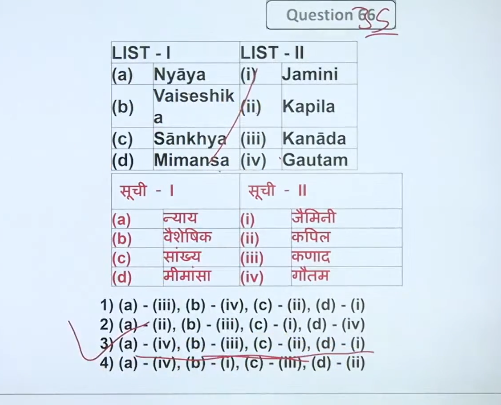 Question 66
35
LIST - I LIST - II
(a) Nyāya (i) Jamini
(b) Vaiseshika (ii) Kapila
(c) Sānkhya (iii) Kanāda
(d) Mimansa (iv) Gautam
सूची - I सूची - II
(a) न्याय (i) जैमिनी
(b) वैशेषिक (ii) कपिल
(c) सांख्य (iii) कणाद
(d) मीमांसा (iv) गौतम
1) (a) - (iii), (b) - (iv), (c) - (ii), (d) - (i)
2) (a) - (ii), (b) - (iii), (c) - (i), (d) - (iv)
3) (a) - (iv), (b) - (iii), (c) - (ii), (d) - (i)
4) (a) - (iv), (b) - (i), (c) - (iii), (d) - (ii)